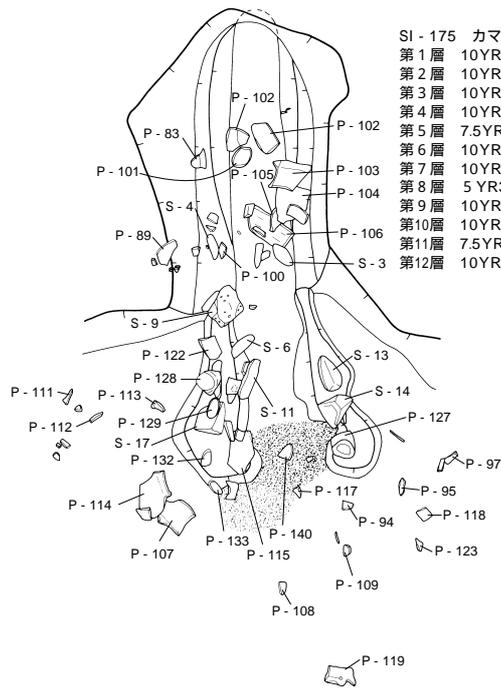 SI - 175 カマ
第1層 10YR
第2層 10YR
第3層 10YR
第4層 10YR
第5層 7.5YR
第6層 10YR
第7層 10YR
第8層 5 YR3
第9層 10YR
第10層 10YR
第11層 7.5YR
第12層 10YR
P - 102
P - 102
P - 83
P - 101
P - 105
P - 103
P - 104
S - 4
P - 89
P - 106
P - 100
S - 3
S - 9
S - 6
P - 122
S - 13
P - 128
S - 14
P - 111
P - 113
S - 11
P - 127
P - 112
P - 129
S - 17
P - 132
P - 97
P - 114
P - 117
P - 95
P - 94
P - 118
P - 107
P - 133
P - 140
P - 115
P - 123
P - 109
P - 108
P - 119